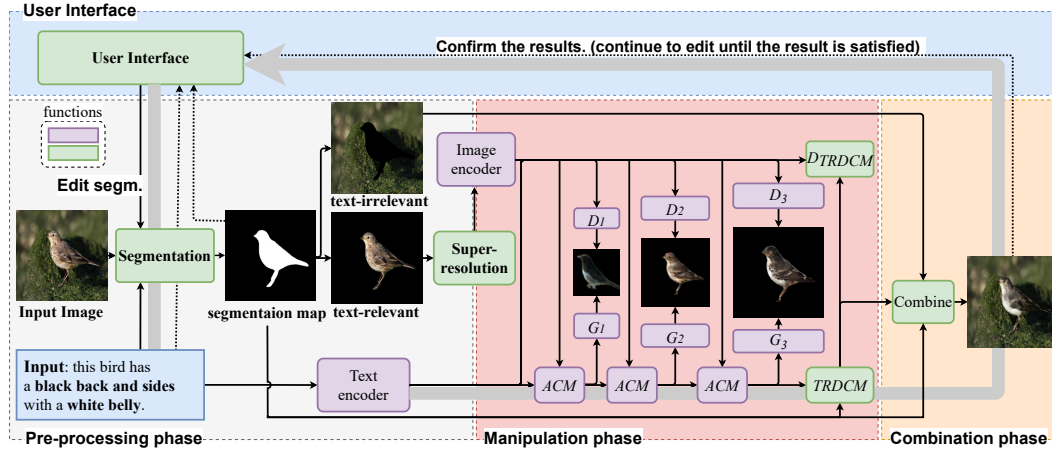 User Interface
User Interface
Confirm the results. (continue to edit until the result is satisfied)
functions
Edit segm.
Image
encoder
DTRDCM
D1
D2
D3
text-irrelevant
Segmentation
Super-
resolution
Input Image
segmentaion map
text-relevant
Combine
G1
G2
G3
Input: this bird has
a black back and sides
with a white belly.
Text
encoder
ACM
ACM
ACM
TRDCM
Pre-processing phase
Manipulation phase
Combination phase